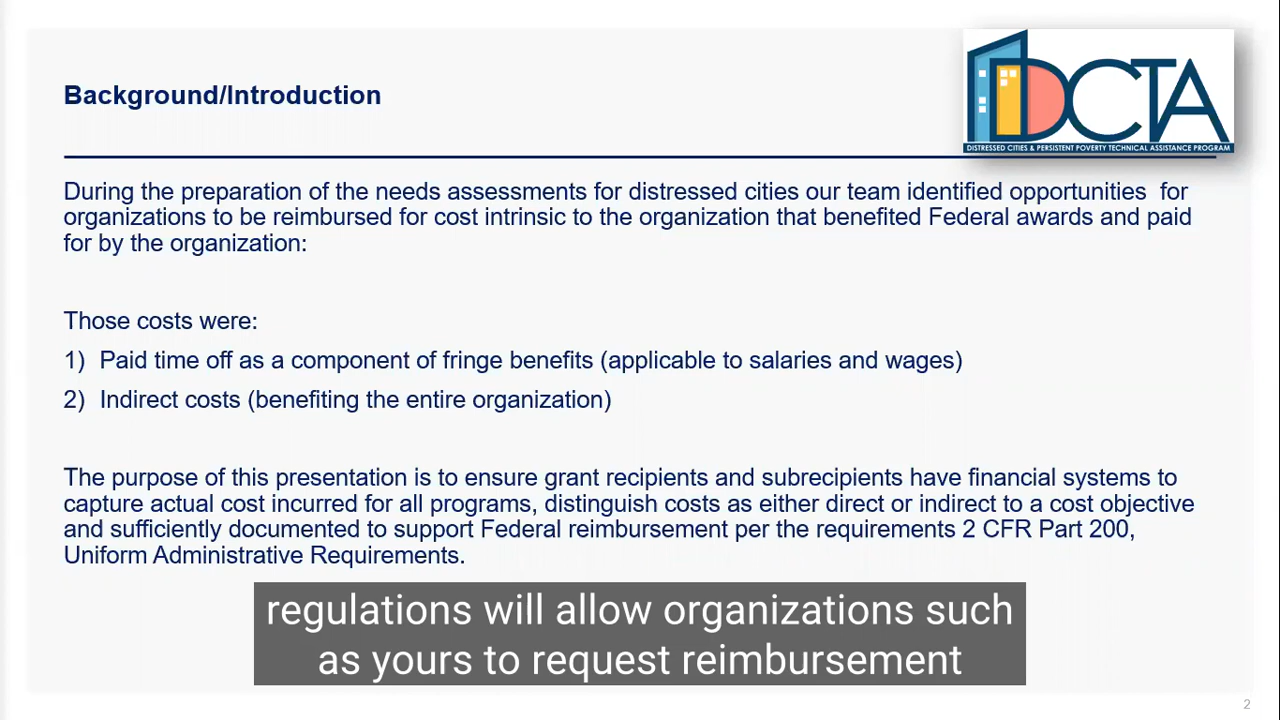 DCTA
DISTRESSED CITIES & PERSISTENT POVERTY TECHNICAL ASSISTANCE PROGRAM
Background/Introduction
During the preparation of the needs assessments for distressed cities our team identified opportunities for
organizations to be reimbursed for cost intrinsic to the organization that benefited Federal awards and paid
for by the organization:
Those costs were:
1) Paid time off as a component of fringe benefits (applicable to salaries and wages)
2) Indirect costs (benefiting the entire organization)
The purpose of this presentation is to ensure grant recipients and subrecipients have financial systems to
capture actual cost incurred for all programs, distinguish costs as either direct or indirect to a cost objective
and sufficiently documented to support Federal reimbursement per the requirements 2 CFR Part 200,
Uniform Administrative Requirements.
regulations will allow organizations such
as yours to request reimbursement
2